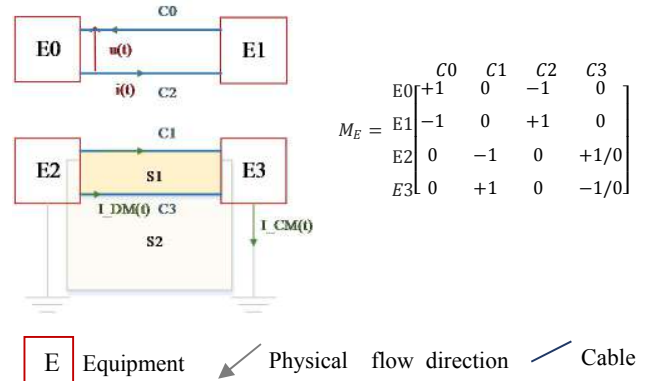 C0
E0
u(t)
E1
i(t)
C2
C1
E2
S1
E3
I_DM(t)
C3
I_CM(t)
S2
C0 C1 C2 C3
E0 +1 0 −1 0
M_E = E1 −1 0 +1 0
E2 0 −1 0 +1/0
E3 0 +1 0 −1/0
E Equipment Physical flow direction Cable